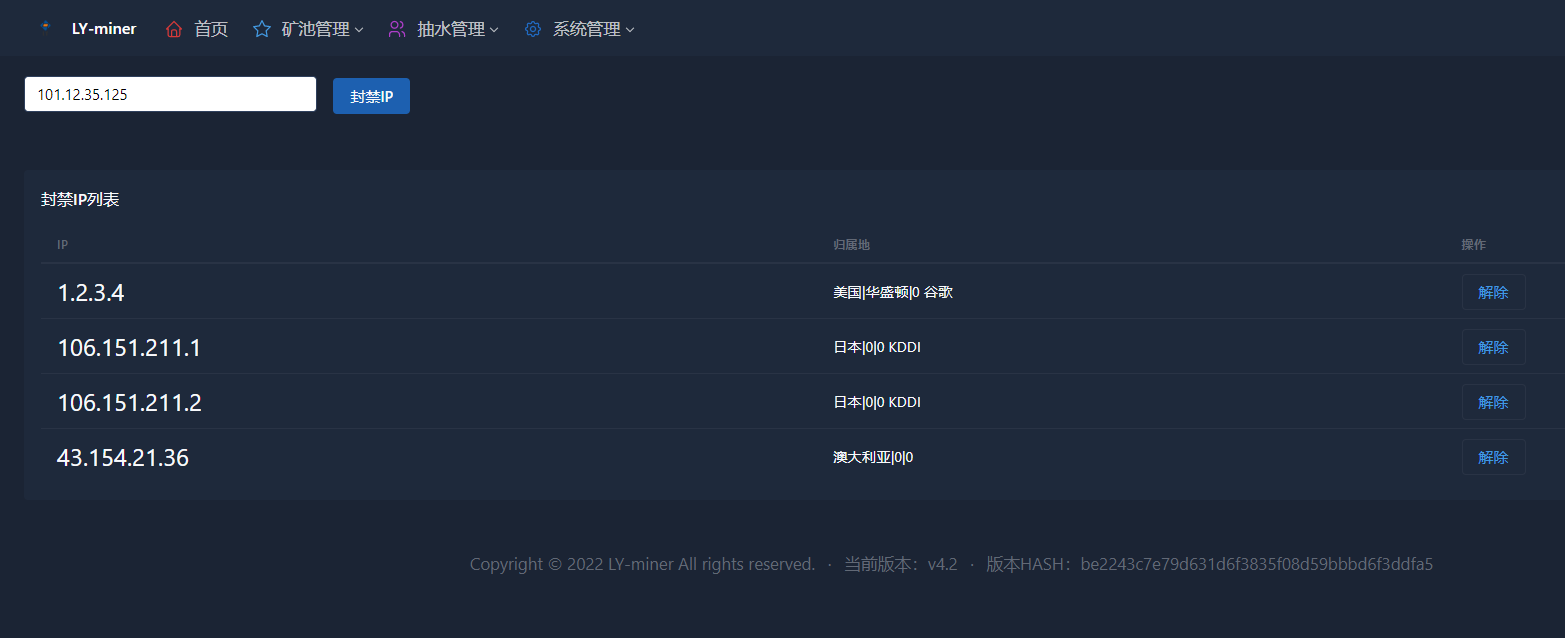 LY-miner 首页 矿池管理 抽水管理 系统管理
101.12.35.125 封禁IP
封禁IP列表
IP 归属地 操作
1.2.3.4 美国|华盛顿|0 谷歌 解除
106.151.211.1 日本|0|0 KDDI 解除
106.151.211.2 日本|0|0 KDDI 解除
43.154.21.36 澳大利亚|0|0 解除
Copyright © 2022 LY-miner All rights reserved. · 当前版本：v4.2 · 版本HASH：be2243c7e79d631d6f3835f08d59bbbd6f3ddfa5